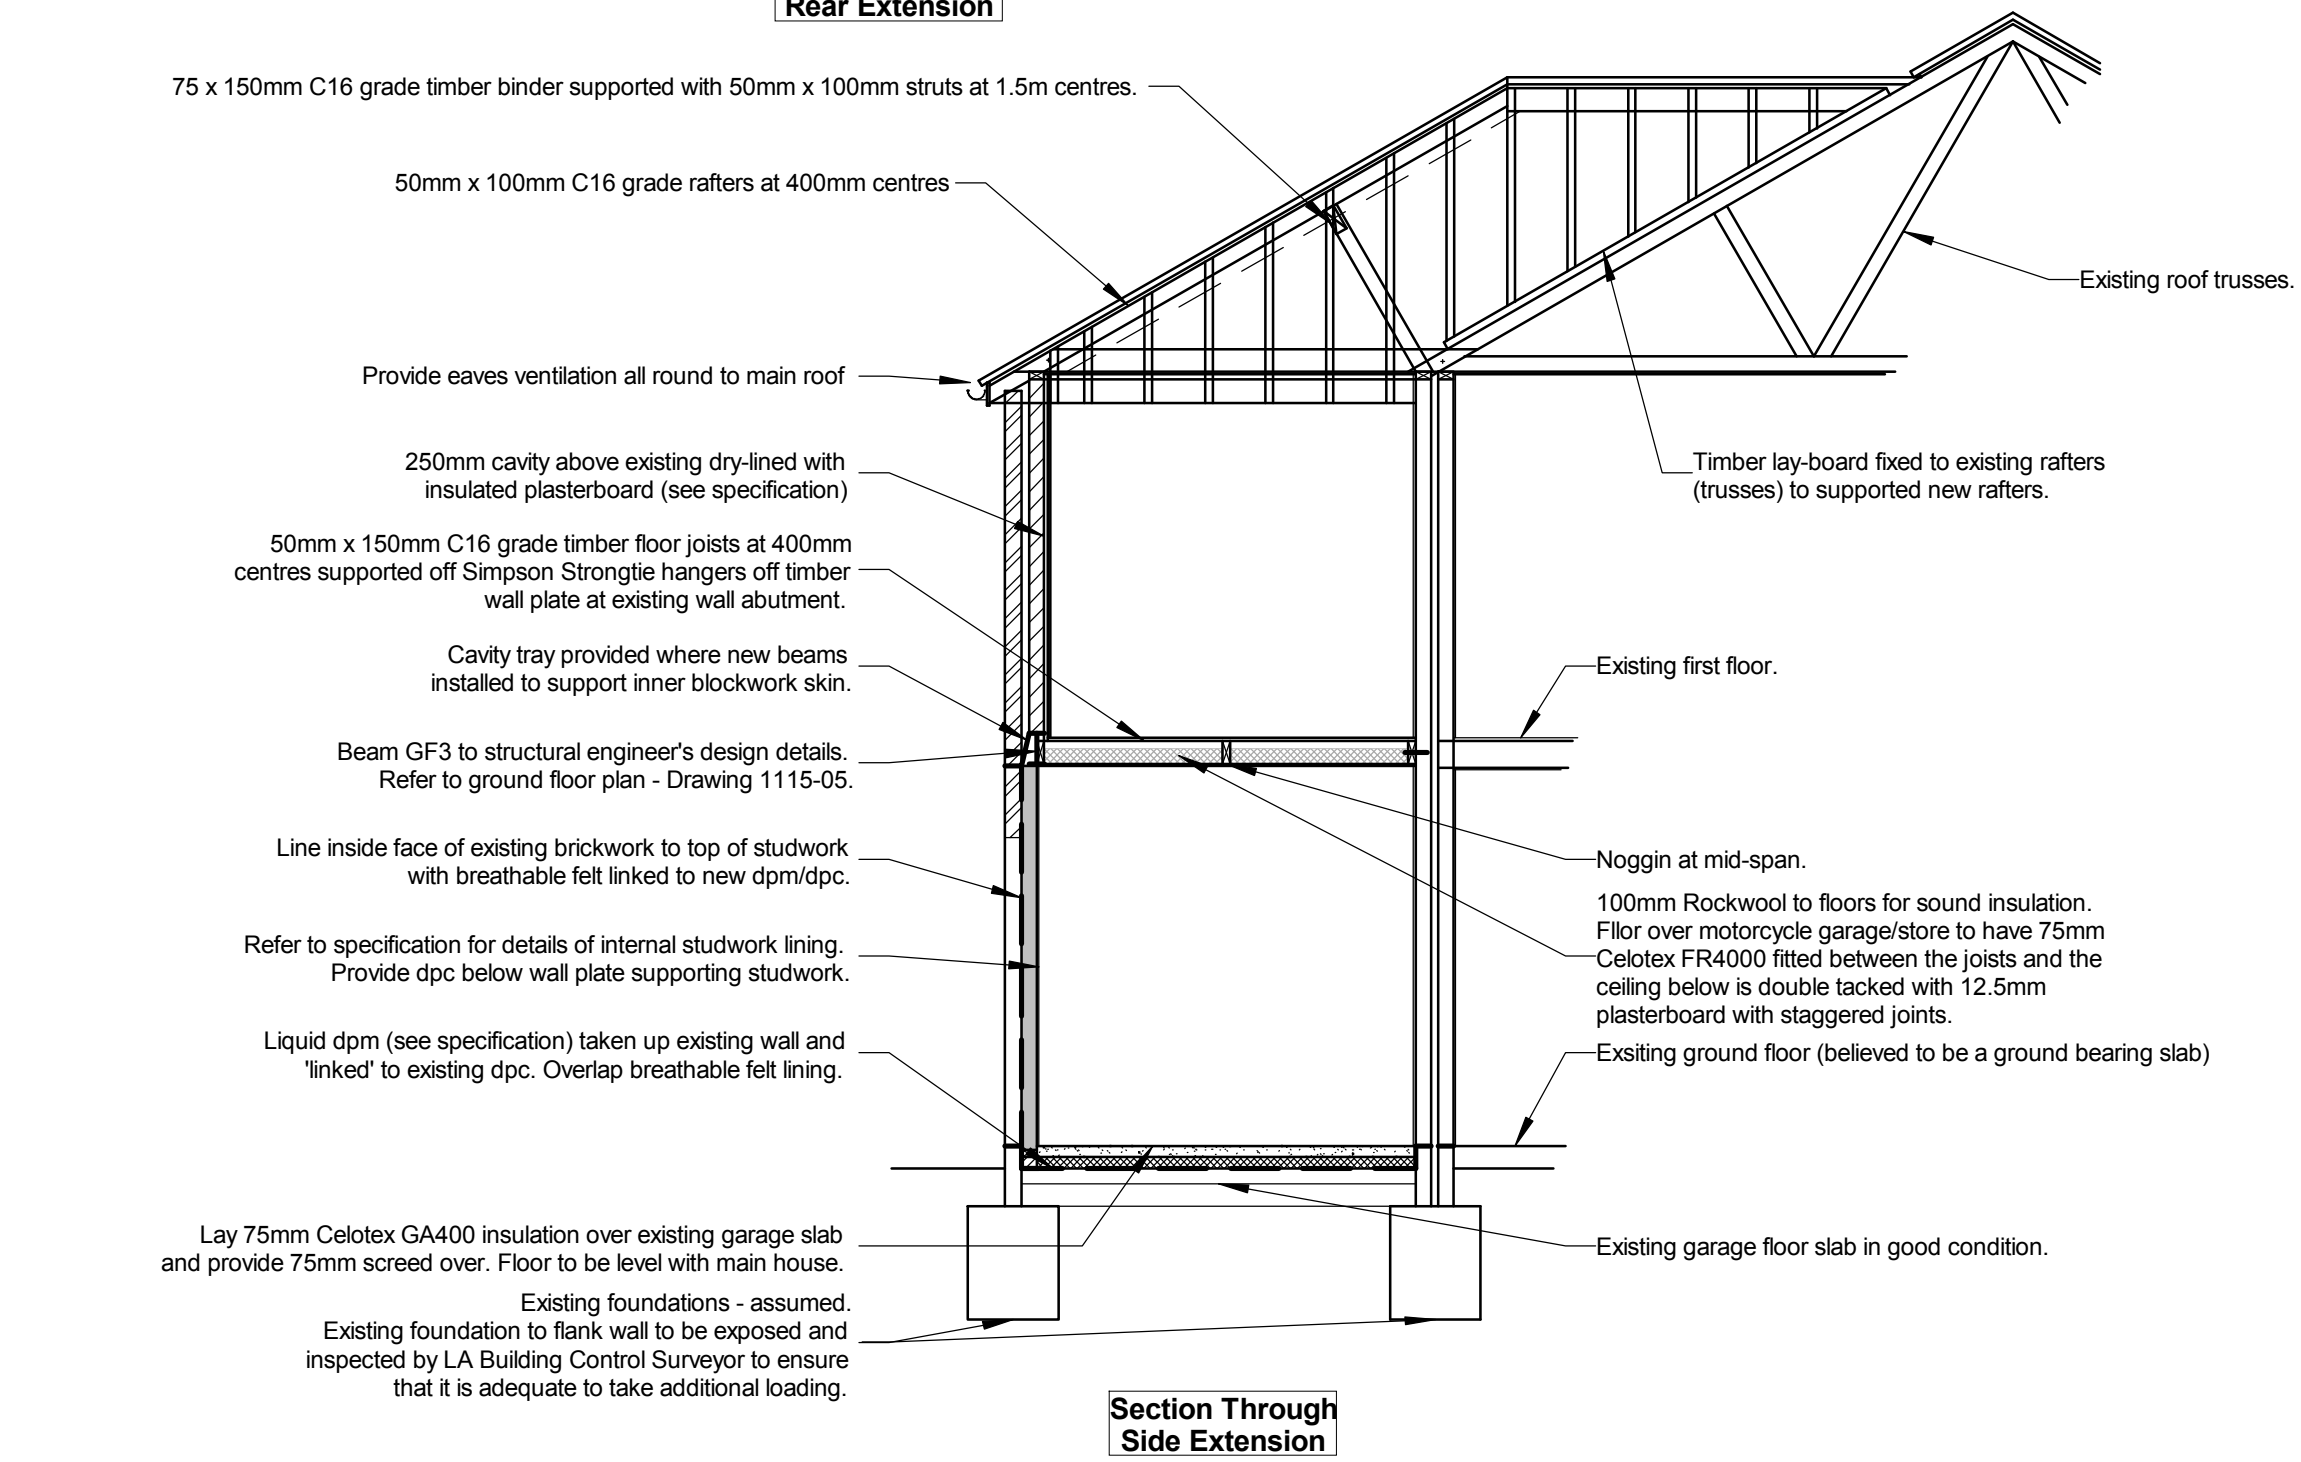 Rear Extension
75 x 150mm C16 grade timber binder supported with 50mm x 100mm struts at 1.5m centres.
50mm x 100mm C16 grade rafters at 400mm centres
Existing roof trusses.
Provide eaves ventilation all round to main roof
250mm cavity above existing dry-lined with
insulated plasterboard (see specification)
Timber lay-board fixed to existing rafters
(trusses) to supported new rafters.
50mm x 150mm C16 grade timber floor joists at 400mm
centres supported off Simpson Strongtie hangers off timber
wall plate at existing wall abutment.
Cavity tray provided where new beams
installed to support inner blockwork skin.
Existing first floor.
Beam GF3 to structural engineer's design details.
Refer to ground floor plan - Drawing 1115-05.
Line inside face of existing brickwork to top of studwork
with breathable felt linked to new dpm/dpc.
Noggin at mid-span.
100mm Rockwool to floors for sound insulation.
Fllor over motorcycle garage/store to have 75mm
Celotex FR4000 fitted between the joists and the
ceiling below is double tacked with 12.5mm
plasterboard with staggered joints.
Refer to specification for details of internal studwork lining.
Provide dpc below wall plate supporting studwork.
Liquid dpm (see specification) taken up existing wall and
'linked' to existing dpc. Overlap breathable felt lining.
Exsiting ground floor (believed to be a ground bearing slab)
Lay 75mm Celotex GA400 insulation over existing garage slab
and provide 75mm screed over. Floor to be level with main house.
Existing garage floor slab in good condition.
Existing foundations - assumed.
Existing foundation to flank wall to be exposed and
inspected by LA Building Control Surveyor to ensure
that it is adequate to take additional loading.
Section Through
Side Extension